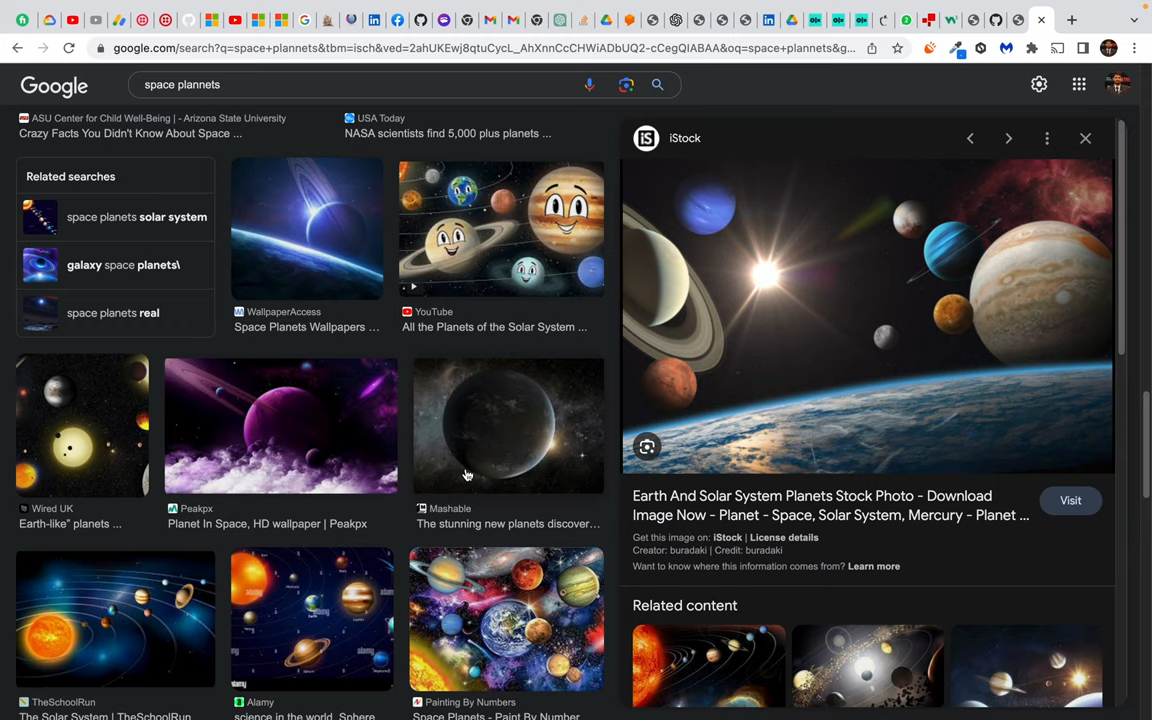 google.com/search?q=space+plannets&tbm=isch&ved=2ahUKEwj8qtuCycL_AhXnnCcCHWiADbUQ2-cCegQIABAA&oq=space+plannets&g...
Google
space plannets
ASU Center for Child Well-Being | - Arizona State University
Crazy Facts You Didn't Know About Space ...
USA Today
NASA scientists find 5,000 plus planets ...
Related searches
space planets solar system
galaxy space planets\
space planets real
WallpaperAccess
Space Planets Wallpapers ...
YouTube
All the Planets of the Solar System ...
Wired UK
Earth-like" planets ...
Peakpx
Planet In Space, HD wallpaper | Peakpx
Mashable
The stunning new planets discover...
TheSchoolRun
The Solar System | TheSchoolRun
alamy
Alamy
science in the world. Sphere
Painting By Numbers
Space Planets - Paint By Number
iS
iStock
Earth And Solar System Planets Stock Photo - Download
Image Now - Planet - Space, Solar System, Mercury - Planet ...
Visit
Get this image on: iStock | License details
Creator: buradaki | Credit: buradaki
Want to know where this information comes from? Learn more
Related content